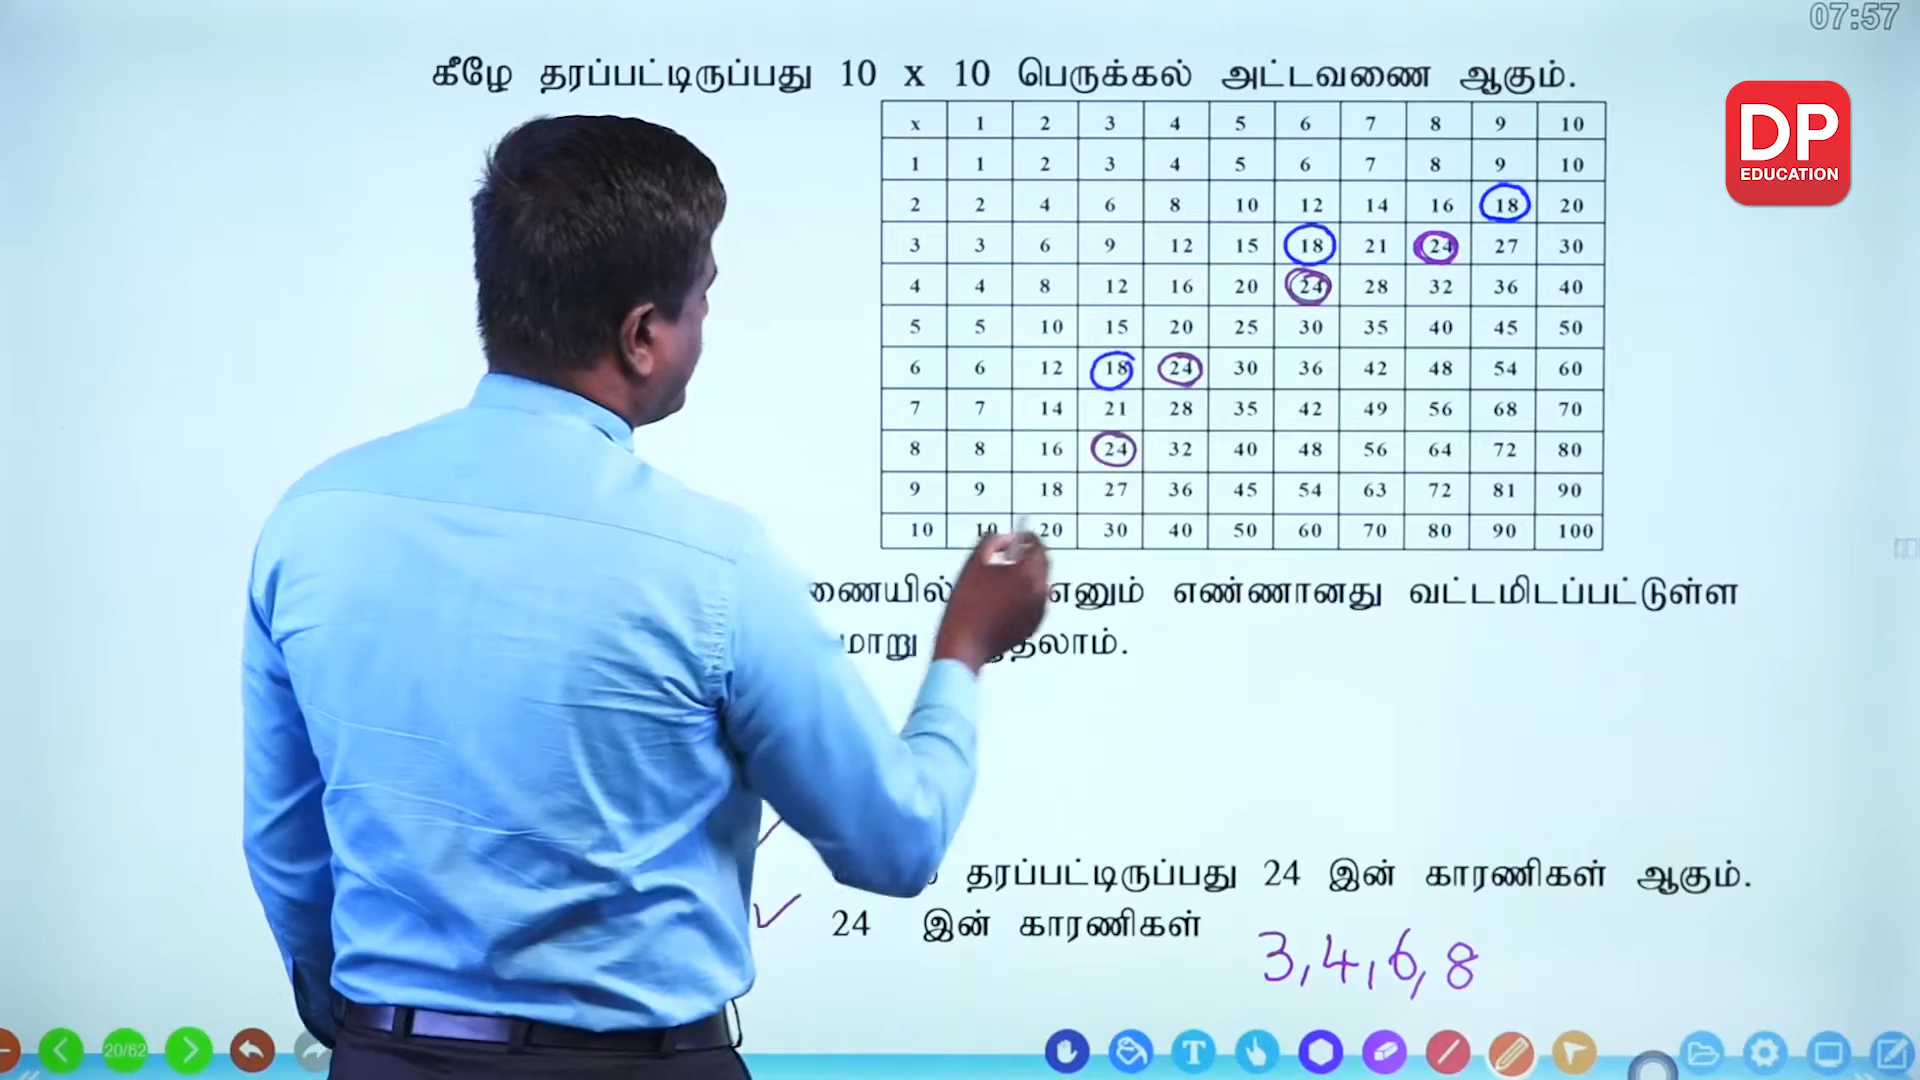 07:57
கீழே தரப்பட்டிருப்பது 10 x 10 பெருக்கல் அட்டவணை ஆகும்.
DP
EDUCATION
x 1 2 3 4 5 6 7 8 9 10
1 1 2 3 4 5 6 7 8 9 10
2 2 4 6 8 10 12 14 16 18 20
3 3 6 9 12 15 18 21 24 27 30
4 4 8 12 16 20 24 28 32 36 40
5 5 10 15 20 25 30 35 40 45 50
6 6 12 18 24 30 36 42 48 54 60
7 7 14 21 28 35 42 49 56 68 70
8 8 16 24 32 40 48 56 64 72 80
9 9 18 27 36 45 54 63 72 81 90
10 10 20 30 40 50 60 70 80 90 100
ணையில் எனும் எண்ணானது வட்டமிடப்பட்டுள்ள
மாறு
தரப்பட்டிருப்பது 24 இன் காரணிகள் ஆகும்.
24 இன் காரணிகள்
3, 4, 6, 8
20/62